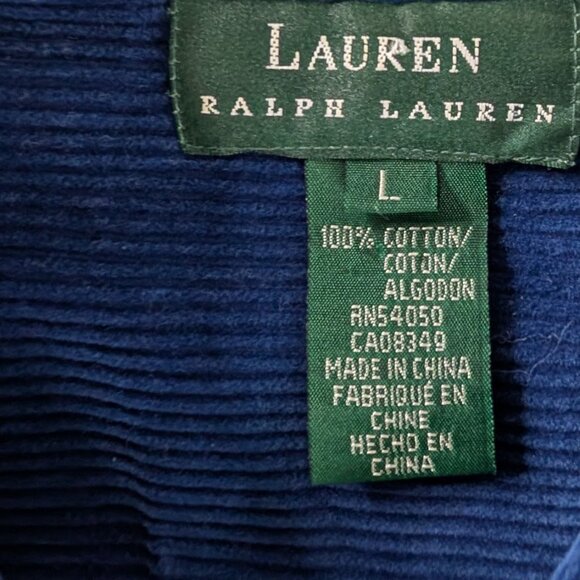 LAUREN
RALPH LAUREN
L
100% COTTON/
COTON/
ALGODON
RN54050
CA08349
MADE IN CHINA
FABRIQUÉ EN
CHINE
HECHO EN
CHINA